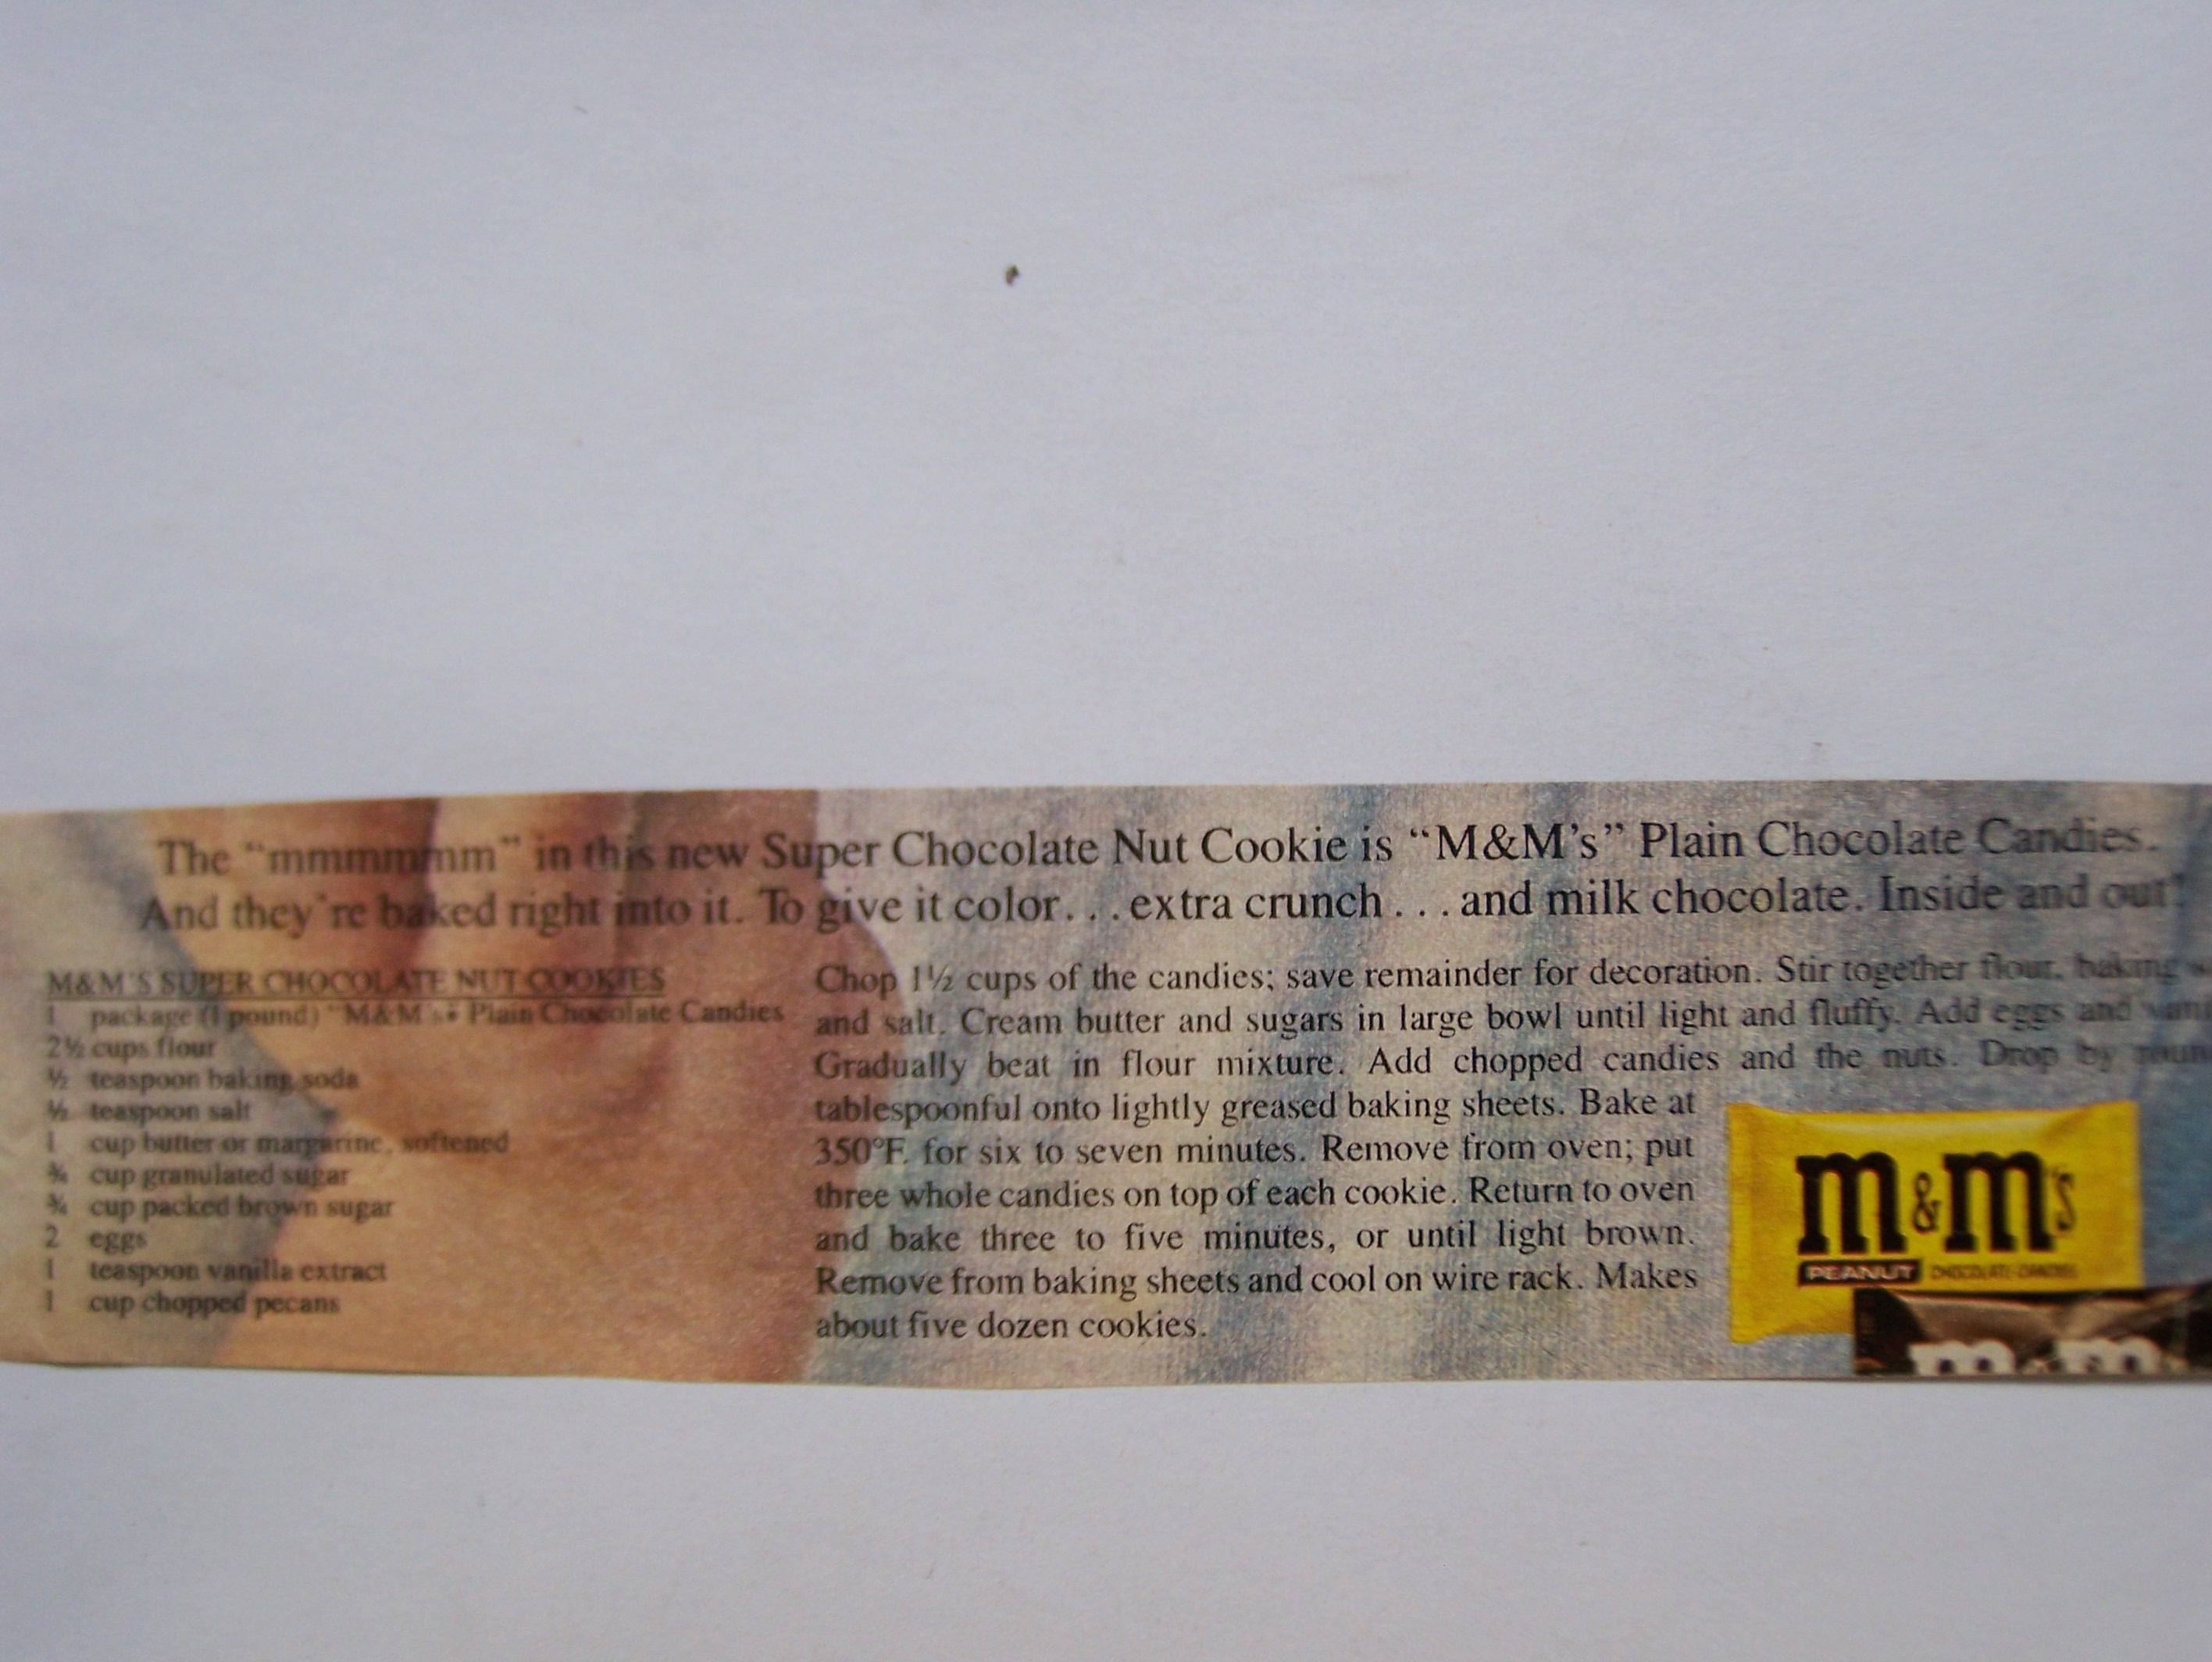 The “mmmmmm” in this new Super Chocolate Nut Cookie is “M&M’s” Plain Chocolate Candies.
And they’re baked right into it. To give it color. . .extra crunch . . . and milk chocolate. Inside and out!
M&M'S SUPER CHOCOLATE NUT COOKIES
1 package (1 pound) "M&M's® Plain Chocolate Candies
2½ cups flour
½ teaspoon baking soda
½ teaspoon salt
1 cup butter or margarine, softened
¾ cup granulated sugar
¾ cup packed brown sugar
2 eggs
1 teaspoon vanilla extract
1 cup chopped pecans
Chop 1½ cups of the candies; save remainder for decoration. Stir together flour, baking
and salt. Cream butter and sugars in large bowl until light and fluffy. Add eggs and
Gradually beat in flour mixture. Add chopped candies and the nuts. Drop by
tablespoonful onto lightly greased baking sheets. Bake at
350°F. for six to seven minutes. Remove from oven; put
three whole candies on top of each cookie. Return to oven
and bake three to five minutes, or until light brown.
Remove from baking sheets and cool on wire rack. Makes
about five dozen cookies.
m&m's
PEANUT CHOCOLATE CANDIES
m&m